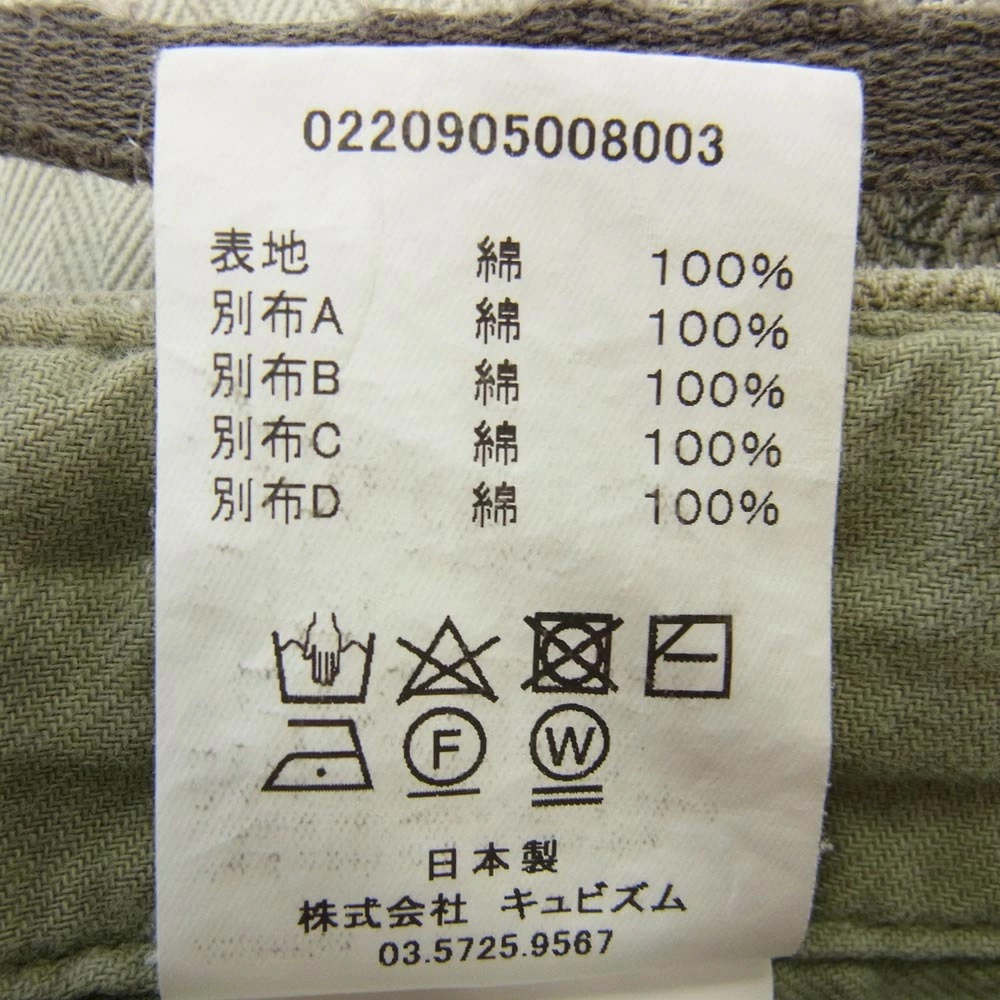 0220905008003
表地 綿 100%
別布A 綿 100%
別布B 綿 100%
別布C 綿 100%
別布D 綿 100%
F W
日本製
株式会社 キュビズム
03.5725.9567